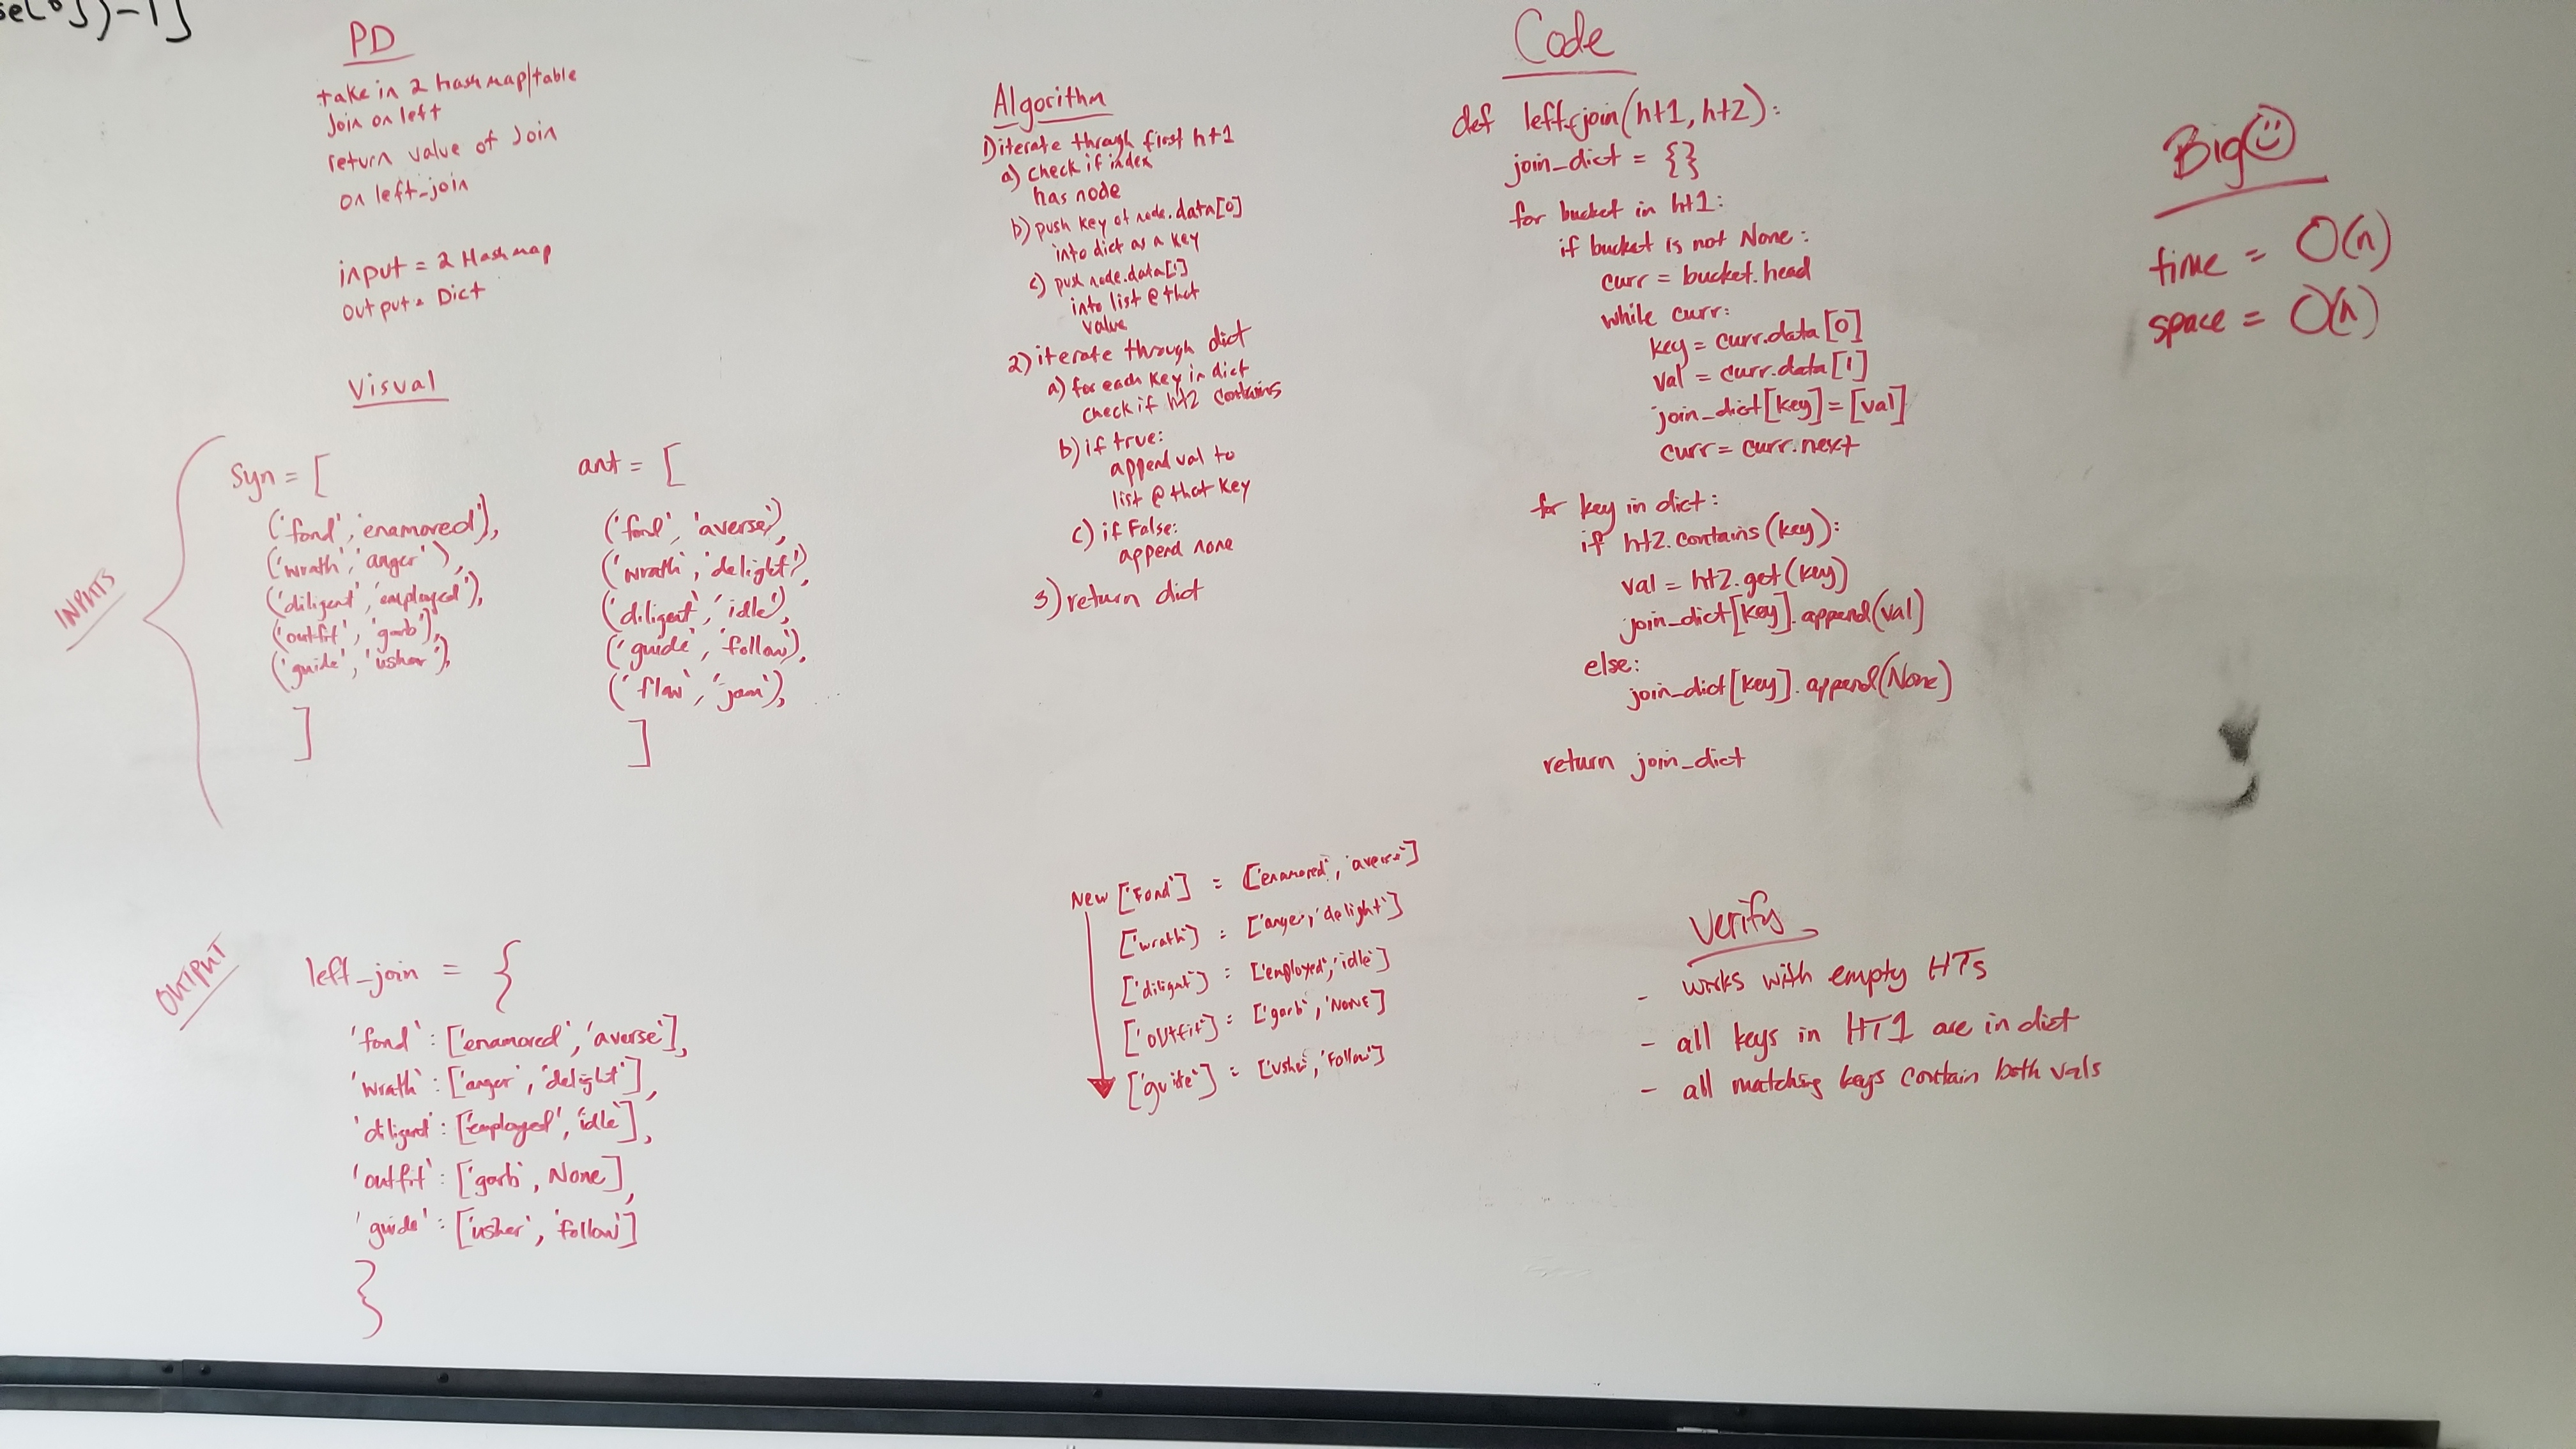 PD
take in 2 hash map/table
Join on left
return value of Join
on left-join
input = 2 Hash map
output = Dict
Visual
INPUTS
syn = [
('fond', 'enamored'),
('wrath', 'anger'),
('diligent', 'employed'),
('outfit', 'garb'),
('guide', 'usher'),
]
ant = [
('fond', 'averse'),
('wrath', 'delight'),
('diligent', 'idle'),
('guide', 'follow'),
('flow', 'jam'),
]
OUTPUT
left_join = {
'fond' : ['enamored', 'averse'],
'wrath' : ['anger', 'delight'],
'diligent' : ['employed', 'idle'],
'outfit' : ['garb', None],
'guide' : ['usher', 'follow']
}
Algorithm
1) iterate through first ht1
a) check if index
has node
b) push key of node.data[0]
into dict as a key
c) push node.data[1]
into list @ that
value
2) iterate through dict
a) for each key in dict
check if ht2 contains
b) if true:
append val to
list @ that key
c) if False:
append none
3) return dict
New ['Fond'] = ['enamored', 'averse']
['wrath'] = ['anger', 'delight']
['diligent'] = ['employed', 'idle']
['outfit'] = ['garb', 'NONE']
['guide'] = ['usher', 'Follow']
Code
def left_join(ht1, ht2):
join_dict = {}
for bucket in ht1:
if bucket is not None:
curr = bucket.head
while curr:
key = curr.data[0]
val = curr.data[1]
join_dict[key] = [val]
curr = curr.next
for key in dict:
if ht2.contains(key):
val = ht2.get(key)
join_dict[key].append(val)
else:
join_dict[key].append(None)
return join_dict
Verify
- works with empty HTs
- all keys in HT1 are in dict
- all matching keys contain both vals
Big
time = O(n)
space = O(n)